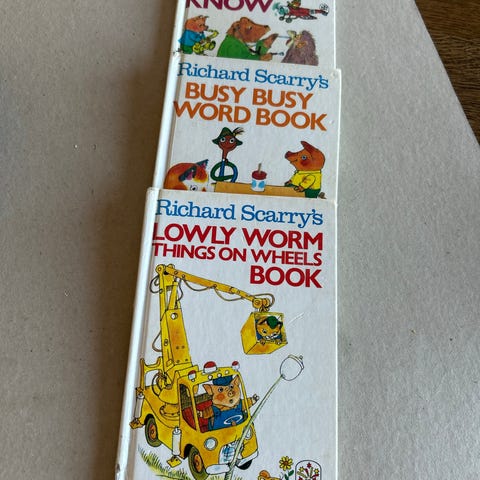 KNOW
Richard Scarry's
BUSY BUSY
WORD BOOK
Richard Scarry's
LOWLY WORM
THINGS ON WHEELS
BOOK